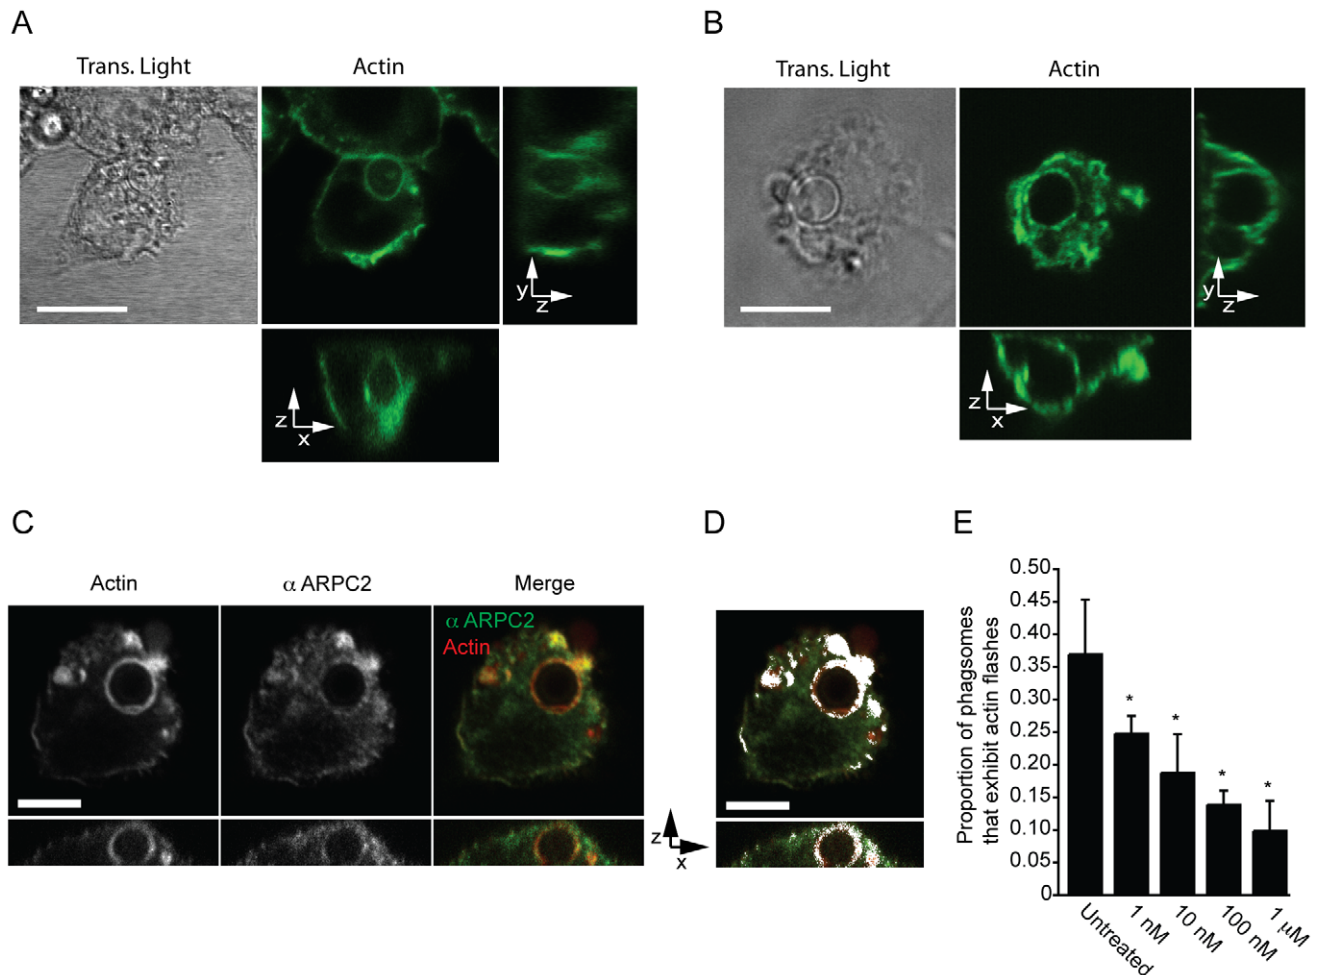 A
B
Trans. Light
Actin
Trans. Light
Actin
y
z
z
x
y
z
z
x
C
D
E
Actin
α ARPC2
Merge
α ARPC2
Actin
z
x
Proportion of phagsomes
that exhibit actin flashes
0.50
0.45
0.40
0.35
0.30
0.25
0.20
0.15
0.10
0.05
0
*
*
*
*
Untreated
1 nM
10 nM
100 nM
1 µM